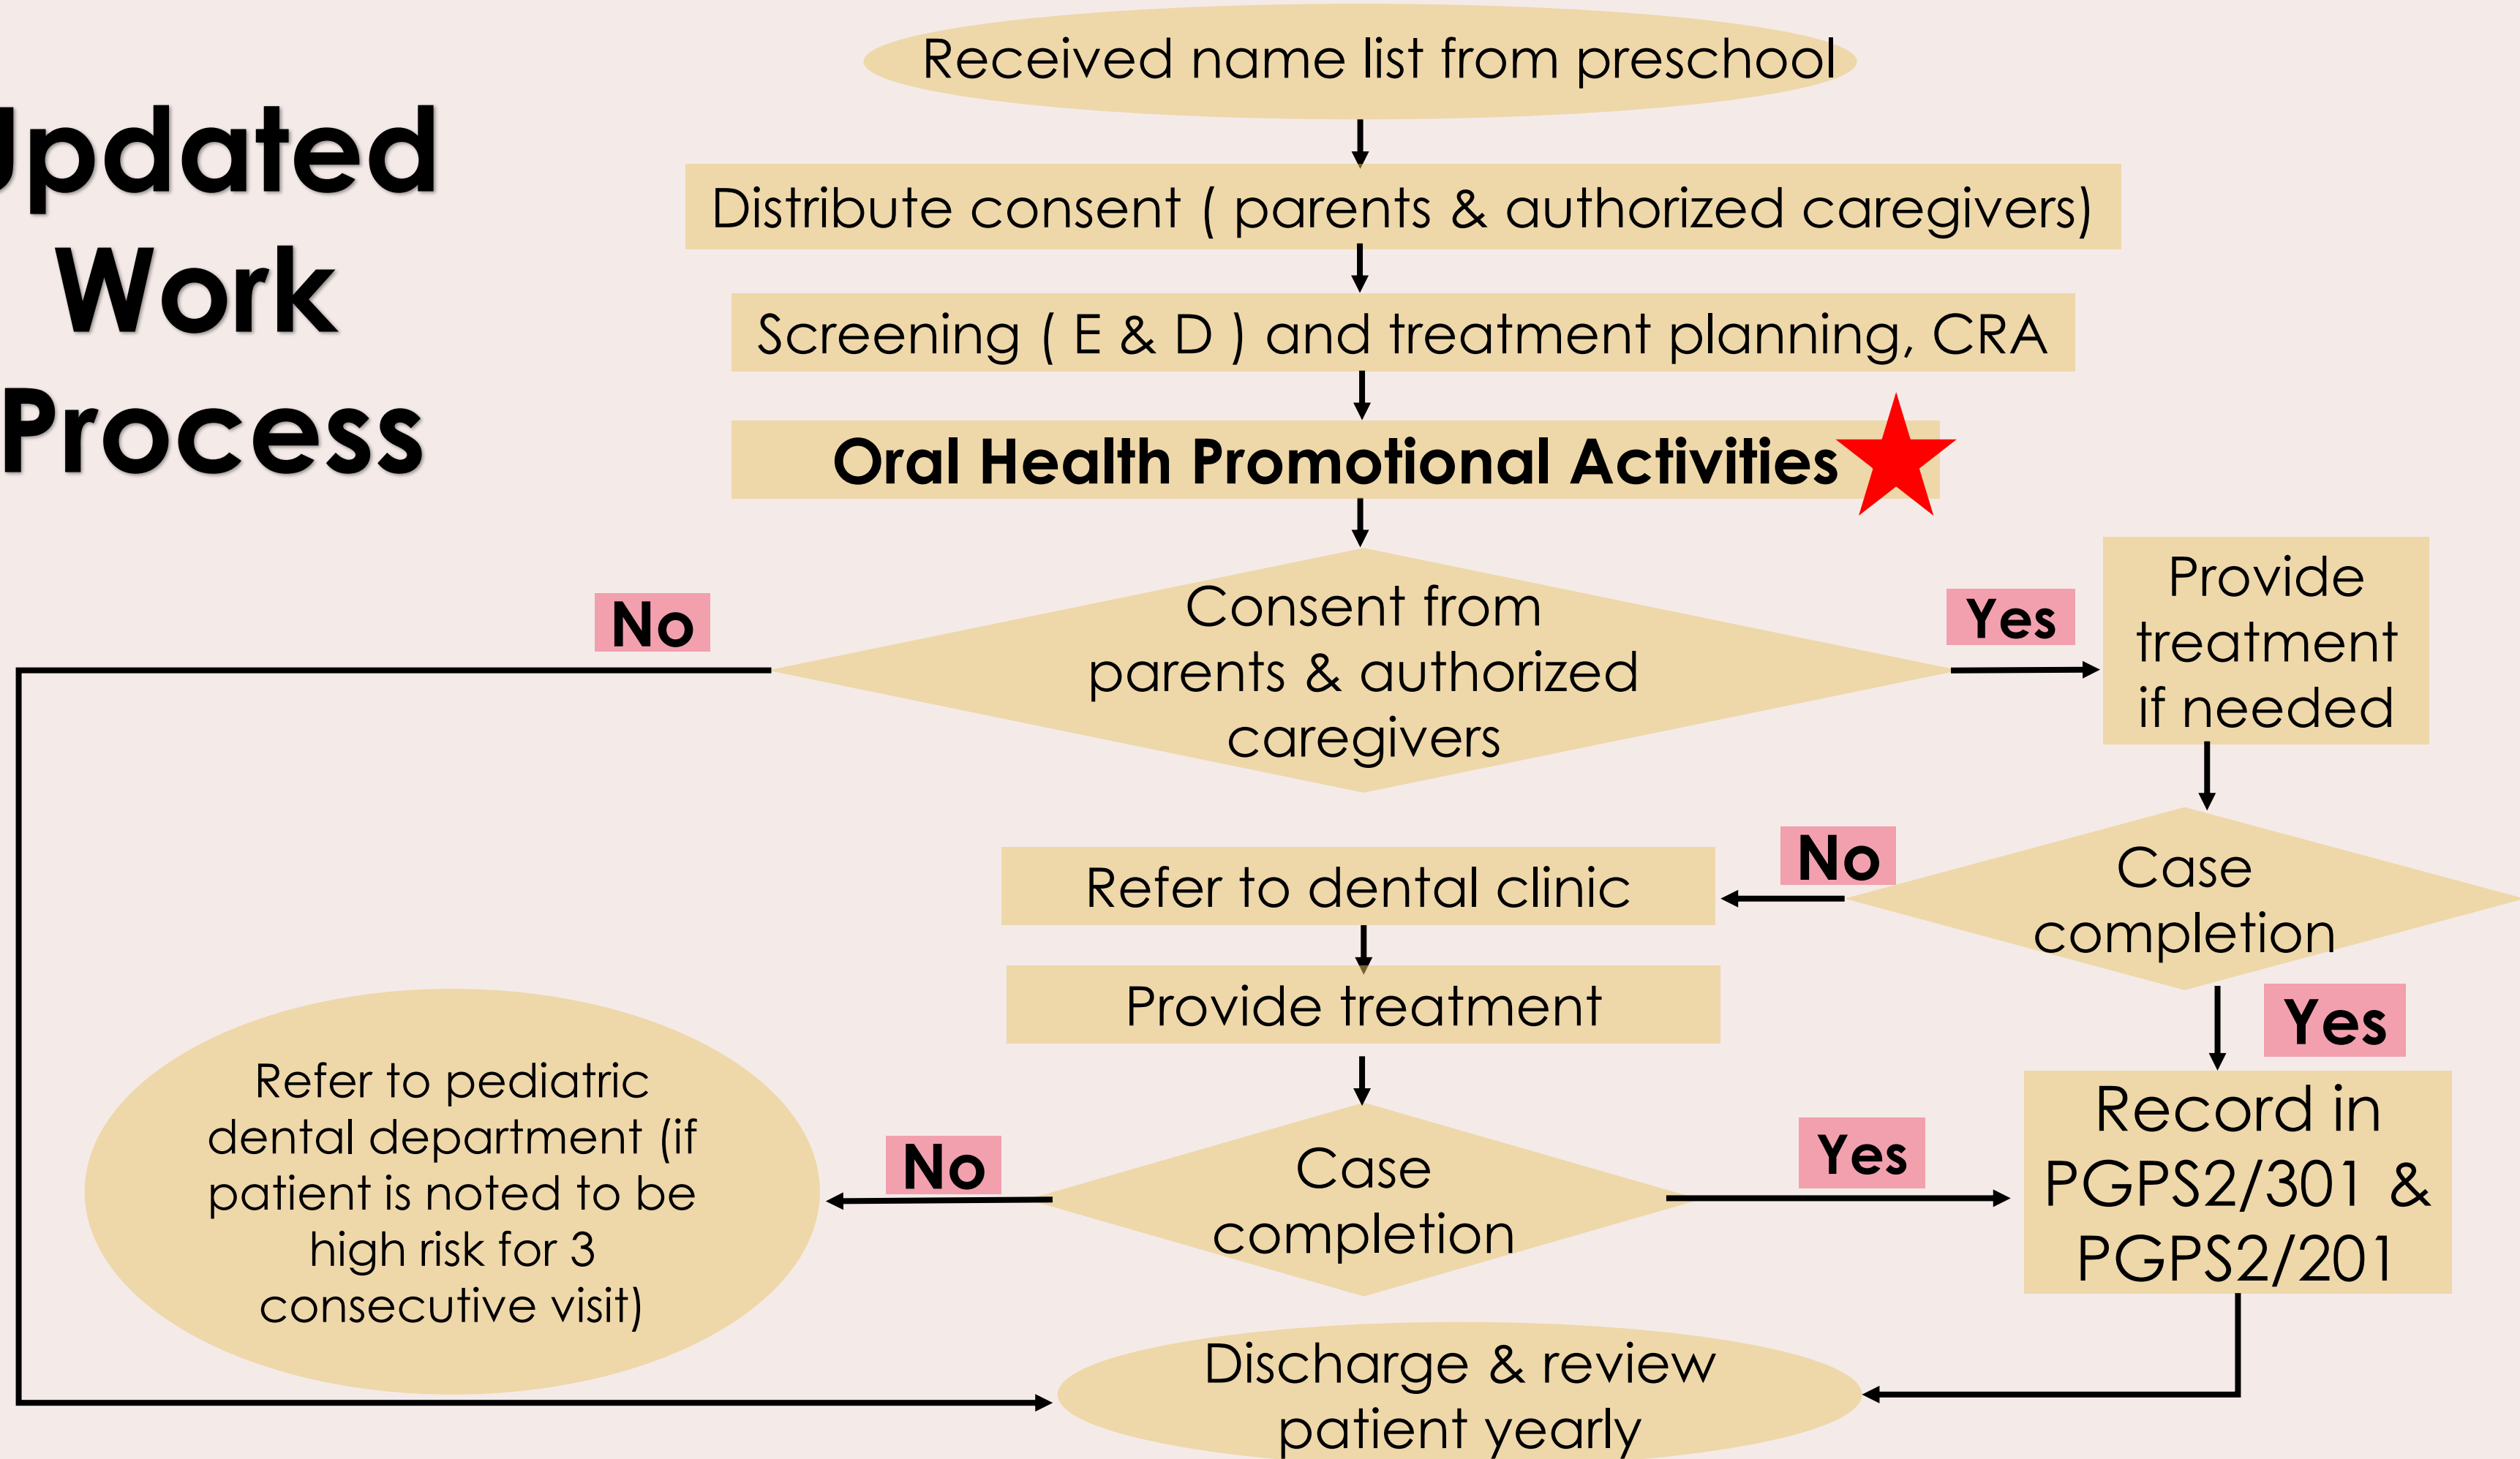 Updated
Work
Process
Received name list from preschool
Distribute consent ( parents & authorized caregivers)
Screening ( E & D ) and treatment planning, CRA
Oral Health Promotional Activities
No
Consent from
parents & authorized
caregivers
Yes
Provide
treatment
if needed
Refer to dental clinic
No
Case
completion
Provide treatment
Yes
Refer to pediatric
dental department (if
patient is noted to be
high risk for 3
consecutive visit)
No
Case
completion
Yes
Record in
PGPS2/301 &
PGPS2/201
Discharge & review
patient yearly